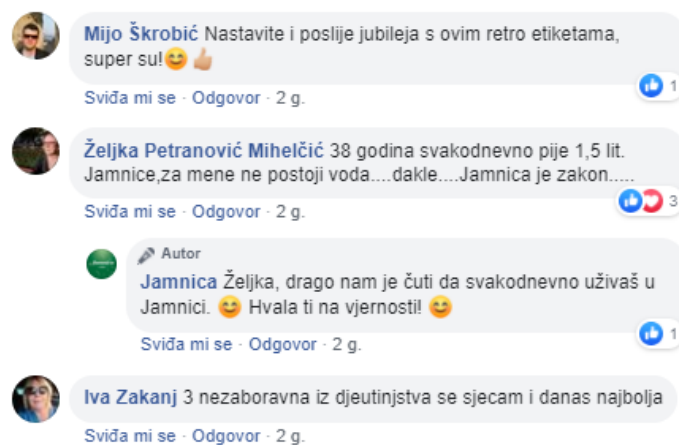 Mijo Škrobić Nastavite i poslije jubileja s ovim retro etiketama,
super su!😊👍🏼
1
Sviđa mi se · Odgovor · 2 g.
Željka Petranović Mihelčić 38 godina svakodnevno pije 1,5 lit.
Jamnice,za mene ne postoji voda....dakle....Jamnica je zakon.....
3
Sviđa mi se · Odgovor · 2 g.
Autor
Jamnica Željka, drago nam je čuti da svakodnevno uživaš u
Jamnici. 😊 Hvala ti na vjernosti! 😊
1
Sviđa mi se · Odgovor · 2 g.
Iva Zakanj 3 nezaboravna iz djeutinjstva se sjecam i danas najbolja
Sviđa mi se · Odgovor · 2 g.